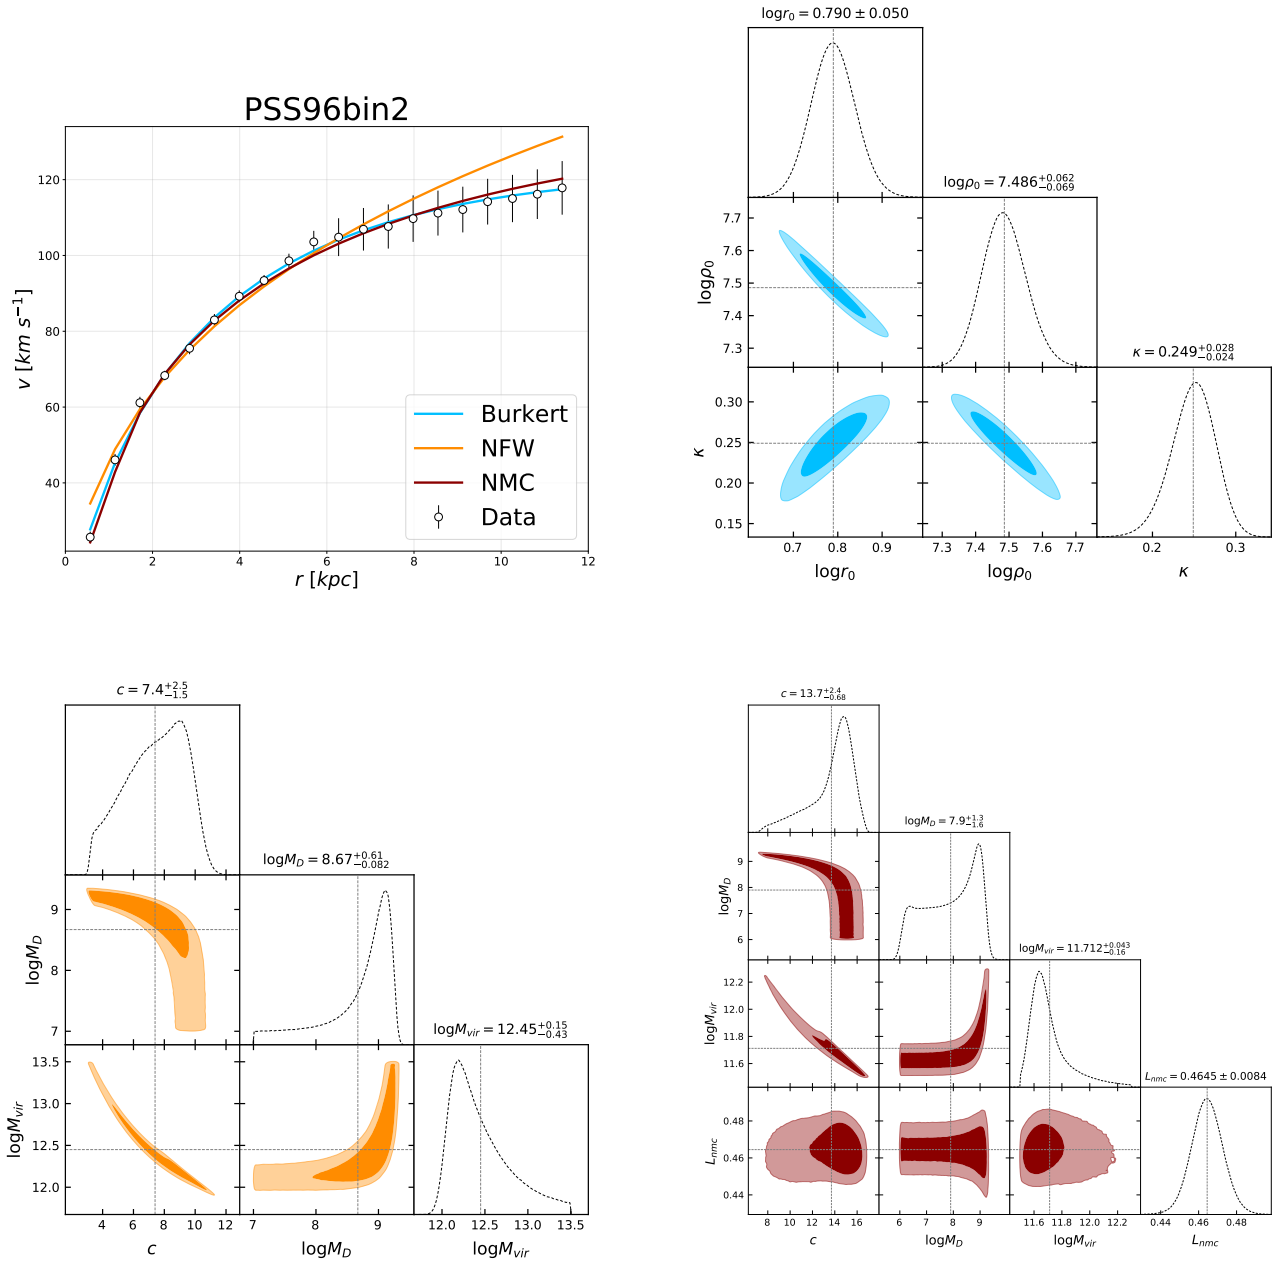 PSS96bin2
120
100
80
60
40
v [km s⁻¹]
0 2 4 6 8 10 12
r [kpc]
Burkert
NFW
NMC
Data
logr₀ = 0.790 ± 0.050
logρ₀ = 7.486 +0.062 −0.069
κ = 0.249 +0.028 −0.024
7.7
7.6
7.5
7.4
7.3
logρ₀
0.30
0.25
0.20
0.15
κ
0.7 0.8 0.9
7.3 7.4 7.5 7.6 7.7
0.2 0.3
logr₀
logρ₀
κ
c = 7.4 +2.5 −1.5
logM_D = 8.67 +0.61 −0.082
logM_vir = 12.45 +0.15 −0.43
9
8
7
logM_D
13.5
13.0
12.5
12.0
logM_vir
4 6 8 10 12
7 8 9
12.0 12.5 13.0 13.5
c
logM_D
logM_vir
c = 13.7 +2.4 −0.68
logM_D = 7.9 +1.3 −1.6
logM_vir = 11.712 +0.043 −0.16
L_nmc = 0.4645 ± 0.0084
9
8
7
6
logM_D
12.2
12.0
11.8
11.6
logM_vir
0.48
0.46
0.44
L_nmc
8 10 12 14 16
6 7 8 9
11.6 11.8 12.0 12.2
0.44 0.46 0.48
c
logM_D
logM_vir
L_nmc